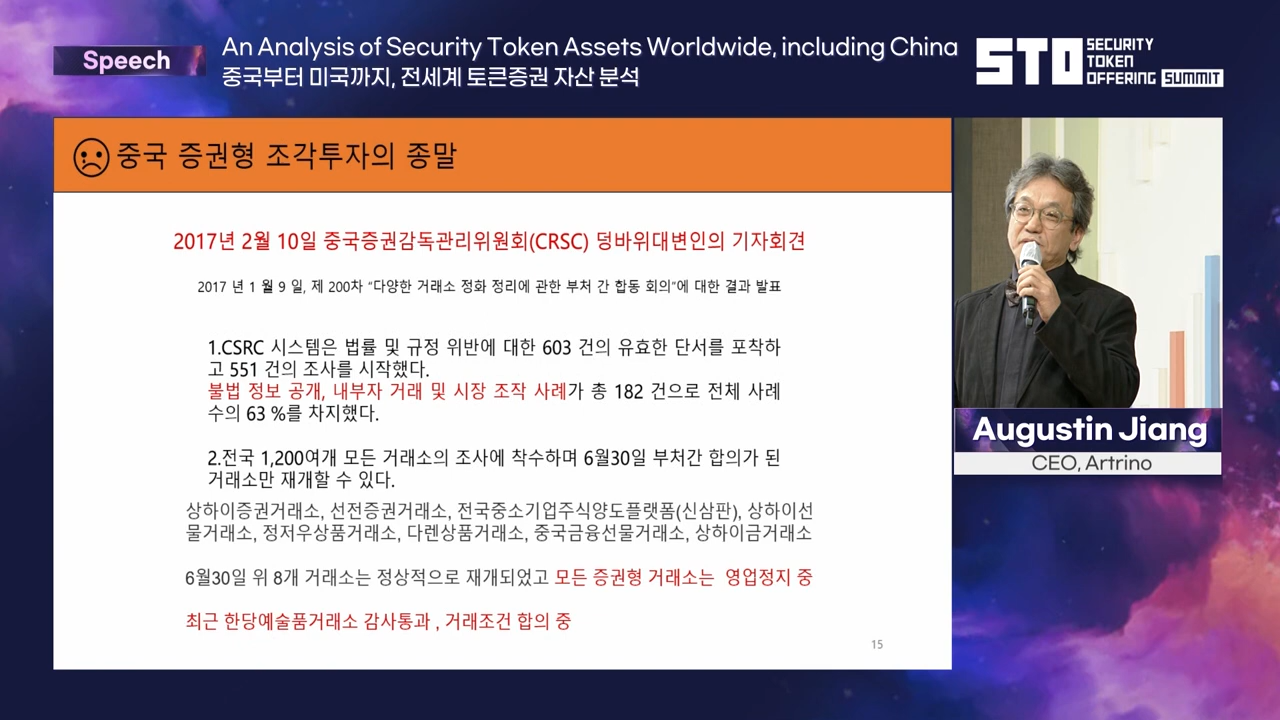 Speech
An Analysis of Security Token Assets Worldwide, including China
중국부터 미국까지, 전세계 토큰증권 자산 분석
STO
SECURITY
TOKEN
OFFERING SUMMIT
중국 증권형 조각투자의 종말
2017년 2월 10일 중국증권감독관리위원회(CRSC) 덩바위대변인의 기자회견
2017 년 1 월 9 일, 제 200차 “다양한 거래소 정화 정리에 관한 부처 간 합동 회의”에 대한 결과 발표
1.CSRC 시스템은 법률 및 규정 위반에 대한 603 건의 유효한 단서를 포착하
고 551 건의 조사를 시작했다.
불법 정보 공개, 내부자 거래 및 시장 조작 사례가 총 182 건으로 전체 사례
수의 63 %를 차지했다.
2.전국 1,200여개 모든 거래소의 조사에 착수하며 6월30일 부처간 합의가 된
거래소만 재개할 수 있다.
상하이증권거래소, 선전증권거래소, 전국중소기업주식양도플랫폼(신삼판), 상하이선
물거래소, 정저우상품거래소, 다렌상품거래소, 중국금융선물거래소, 상하이금거래소
6월30일 위 8개 거래소는 정상적으로 재개되었고 모든 증권형 거래소는 영업정지 중
최근 한당예술품거래소 감사통과 , 거래조건 합의 중
15
Augustin Jiang
CEO, Artrino